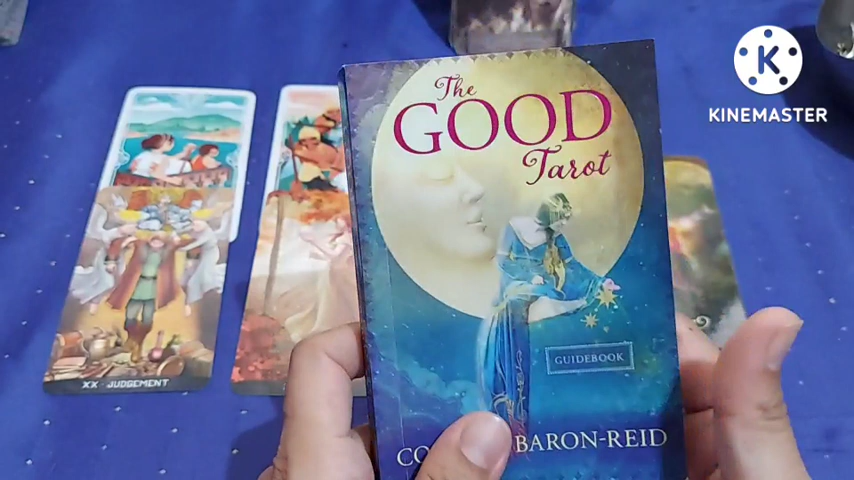 The
GOOD
Tarot
GUIDEBOOK
BARON-REID
XX · JUDGEMENT
K
KINEMASTER